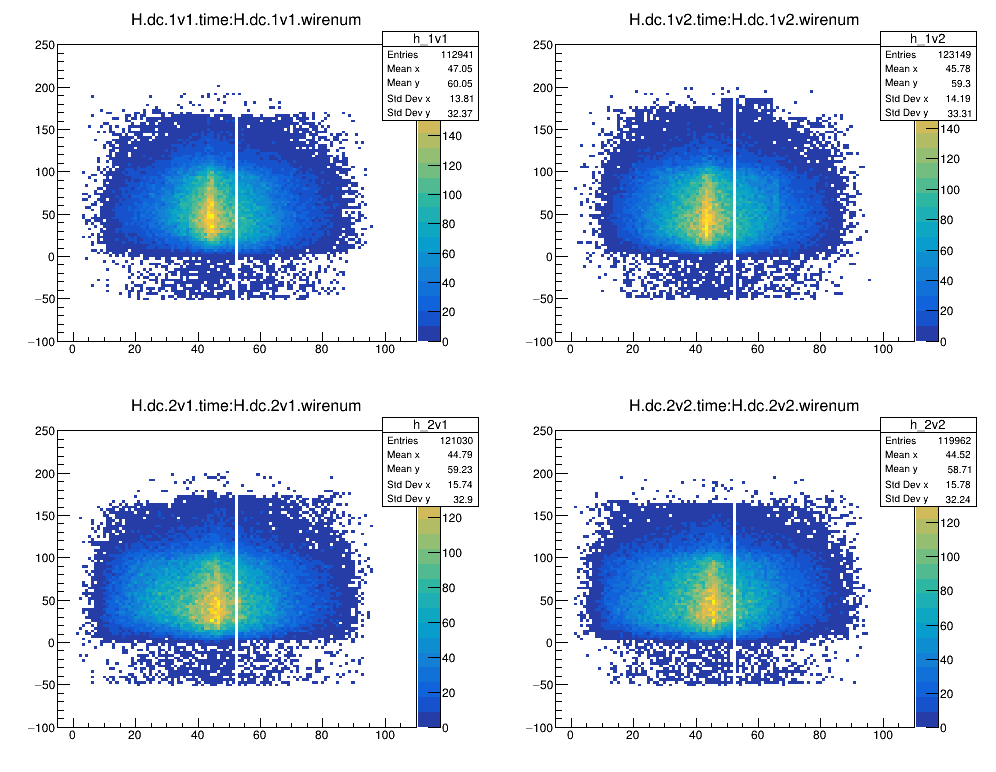 H.dc.1v1.time:H.dc.1v1.wirenum
h_1v1
Entries 112941
Mean x 47.05
Mean y 60.05
Std Dev x 13.81
Std Dev y 32.37
250
200
150
100
50
0
−50
−100
0 20 40 60 80 100
140
120
100
80
60
40
20
0
H.dc.1v2.time:H.dc.1v2.wirenum
h_1v2
Entries 123149
Mean x 45.78
Mean y 59.3
Std Dev x 14.19
Std Dev y 33.31
250
200
150
100
50
0
−50
−100
0 20 40 60 80 100
140
120
100
80
60
40
20
0
H.dc.2v1.time:H.dc.2v1.wirenum
h_2v1
Entries 121030
Mean x 44.79
Mean y 59.23
Std Dev x 15.74
Std Dev y 32.9
250
200
150
100
50
0
−50
−100
0 20 40 60 80 100
120
100
80
60
40
20
0
H.dc.2v2.time:H.dc.2v2.wirenum
h_2v2
Entries 119962
Mean x 44.52
Mean y 58.71
Std Dev x 15.78
Std Dev y 32.24
250
200
150
100
50
0
−50
−100
0 20 40 60 80 100
120
100
80
60
40
20
0